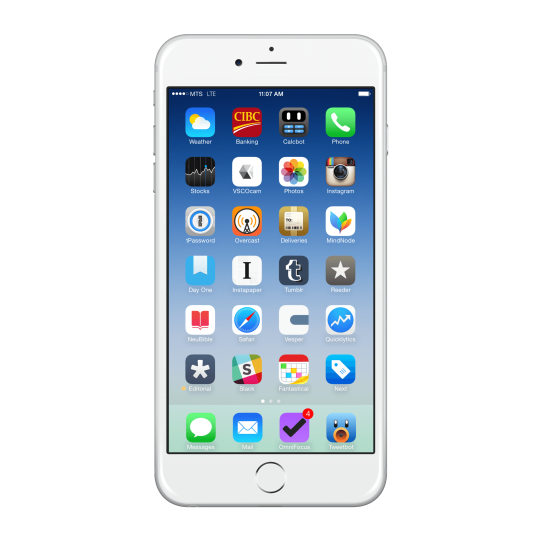 MTS LTE 11:07 AM
Weather Banking Calcbot Phone
CIBC
Stocks VSCOcam Photos Instagram
1Password Overcast Deliveries MindNode
TO:
Day One Instapaper Tumblr Reeder
I t
NeuBible Safari Vesper Quicklytics
Editorial Slack Fantastical Next
S
4
Messages Mail OmniFocus Tweetbot